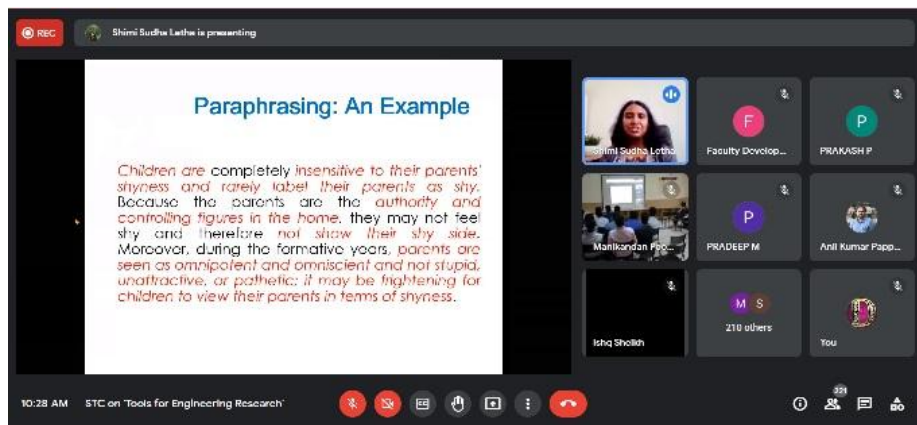 REC
Shimi Sudha Letha is presenting
Paraphrasing: An Example
Children are completely insensitive to their parents'
shyness and rarely label their parents as shy.
Because the parents are the authority and
controlling figures in the home, they may not feel
shy and therefore not show their shy side.
Moreover, during the formative years, parents are
seen as omnipotent and omniscient and not stupid,
unattractive, or pathetic; it may be frightening for
children to view their parents in terms of shyness.
Shimi Sudha Letha
F
Faculty Develop...
P
PRAKASH P
Manikandan Poo...
P
PRADEEP M
Anil Kumar Papp...
Ishq Sheikh
M S
210 others
You
10:28 AM
STC on 'Tools for Engineering Research'
221